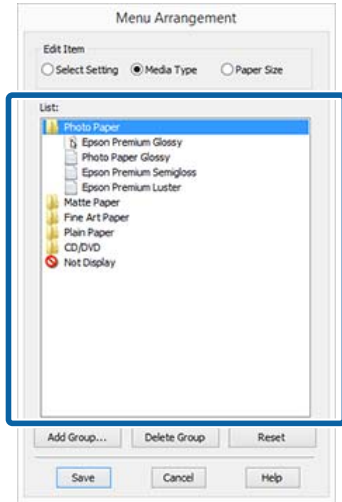 Menu Arrangement
Edit Item
Select Setting Media Type Paper Size
List:
Photo Paper
Epson Premium Glossy
Photo Paper Glossy
Epson Premium Semigloss
Epson Premium Luster
Matte Paper
Fine Art Paper
Plain Paper
CD/DVD
Not Display
Add Group... Delete Group Reset
Save Cancel Help